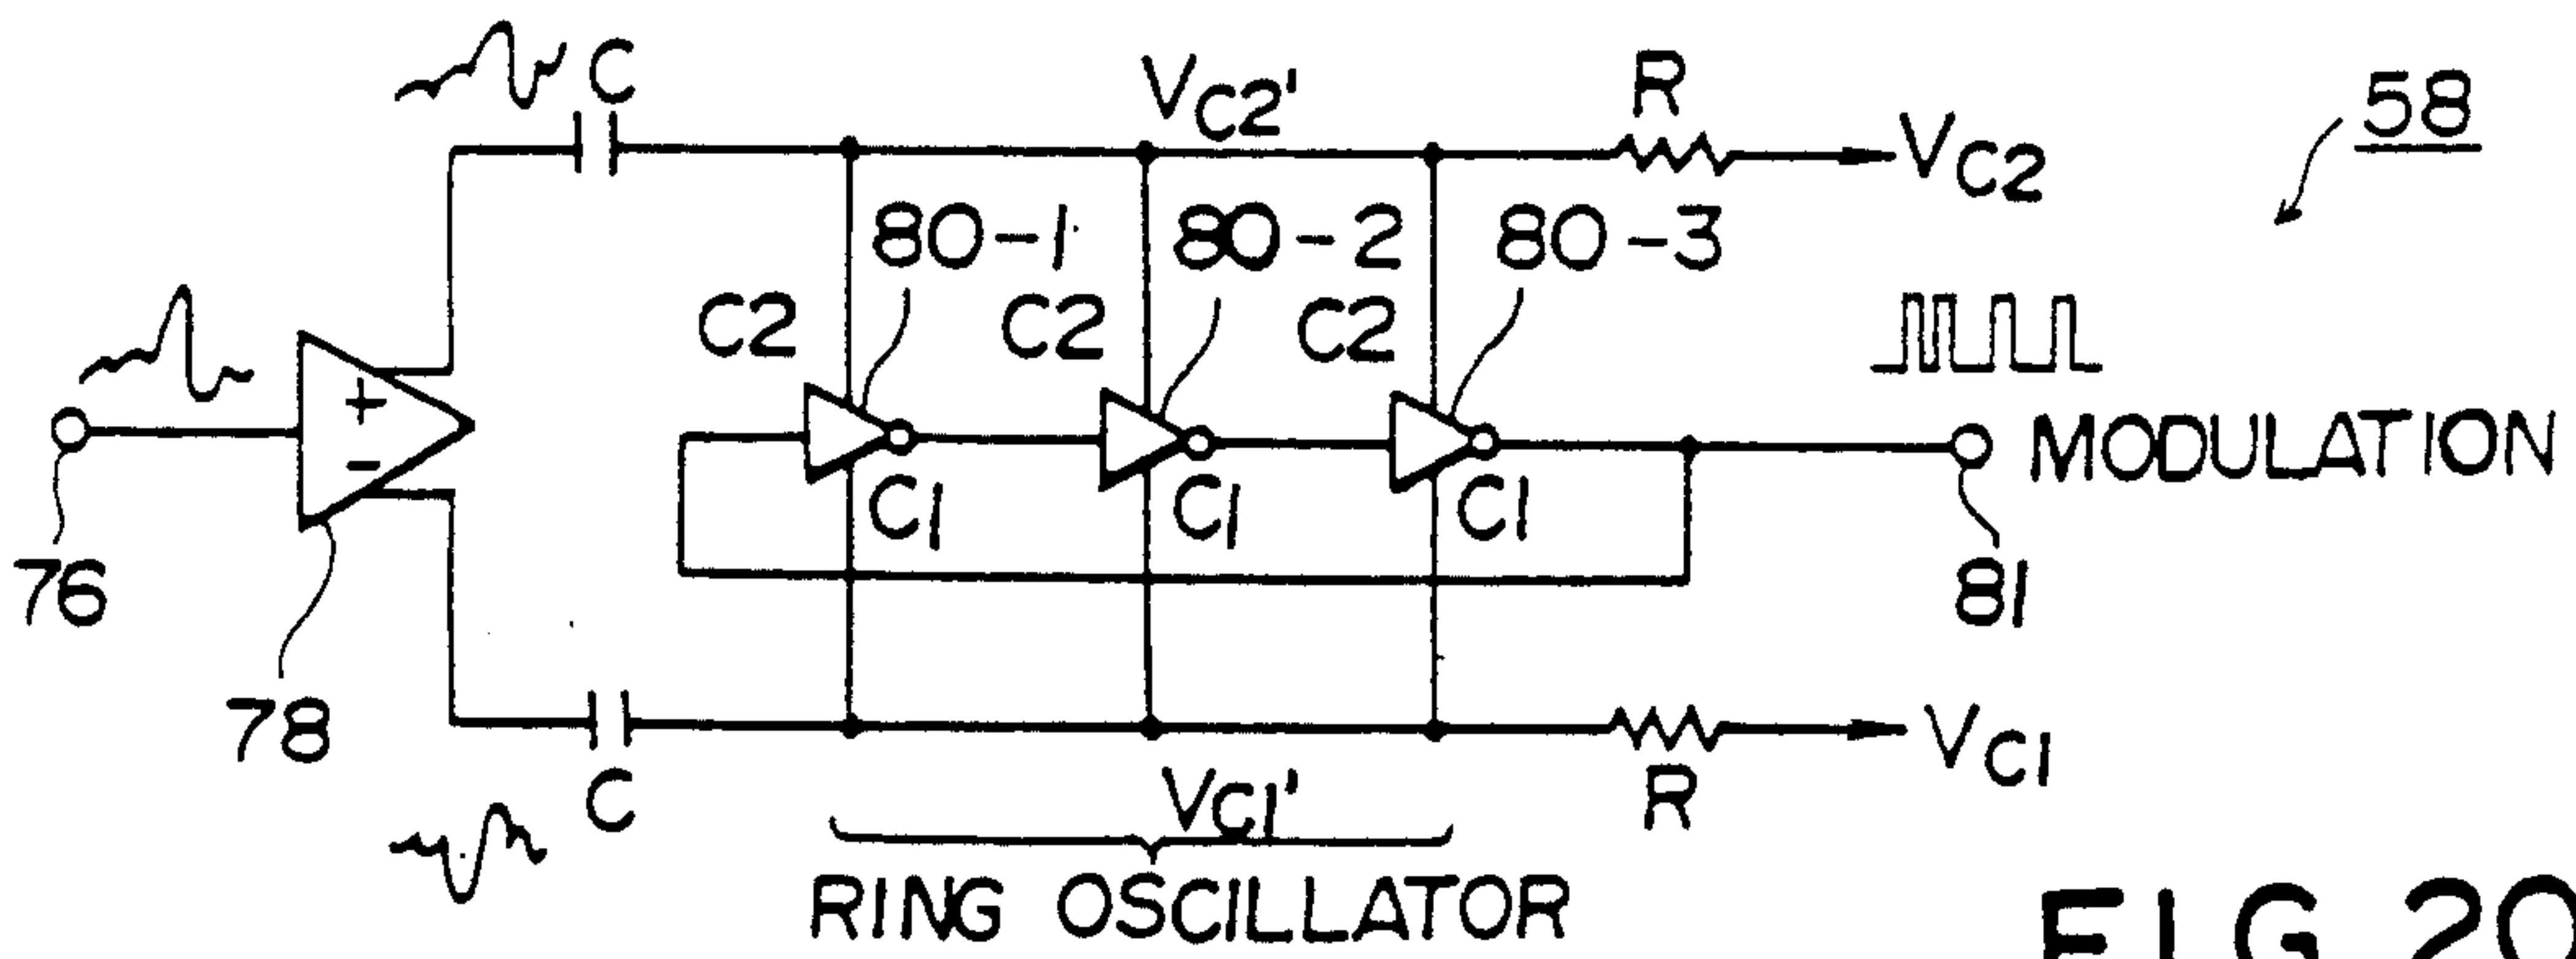 C
VC2'
R
VC2
58
80-1
80-2
80-3
C2
C2
C2
+
-
C1
C1
C1
MODULATION
76
81
78
C
VC1'
R
VC1
RING OSCILLATOR
FIG.20